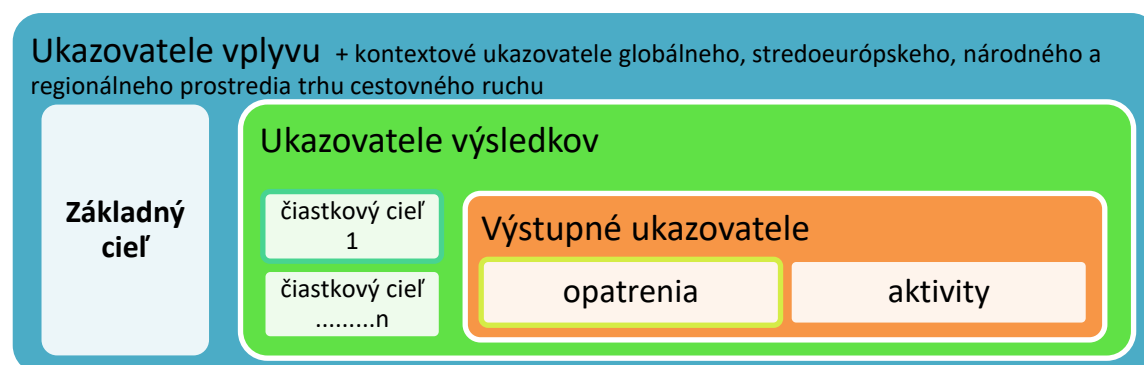 Ukazovatele vplyvu + kontextové ukazovatele globálneho, stredoeurópskeho, národného a
regionálneho prostredia trhu cestovného ruchu
Základný
cieľ
Ukazovatele výsledkov
čiastkový cieľ
1
čiastkový cieľ
.........n
Výstupné ukazovatele
opatrenia
aktivity